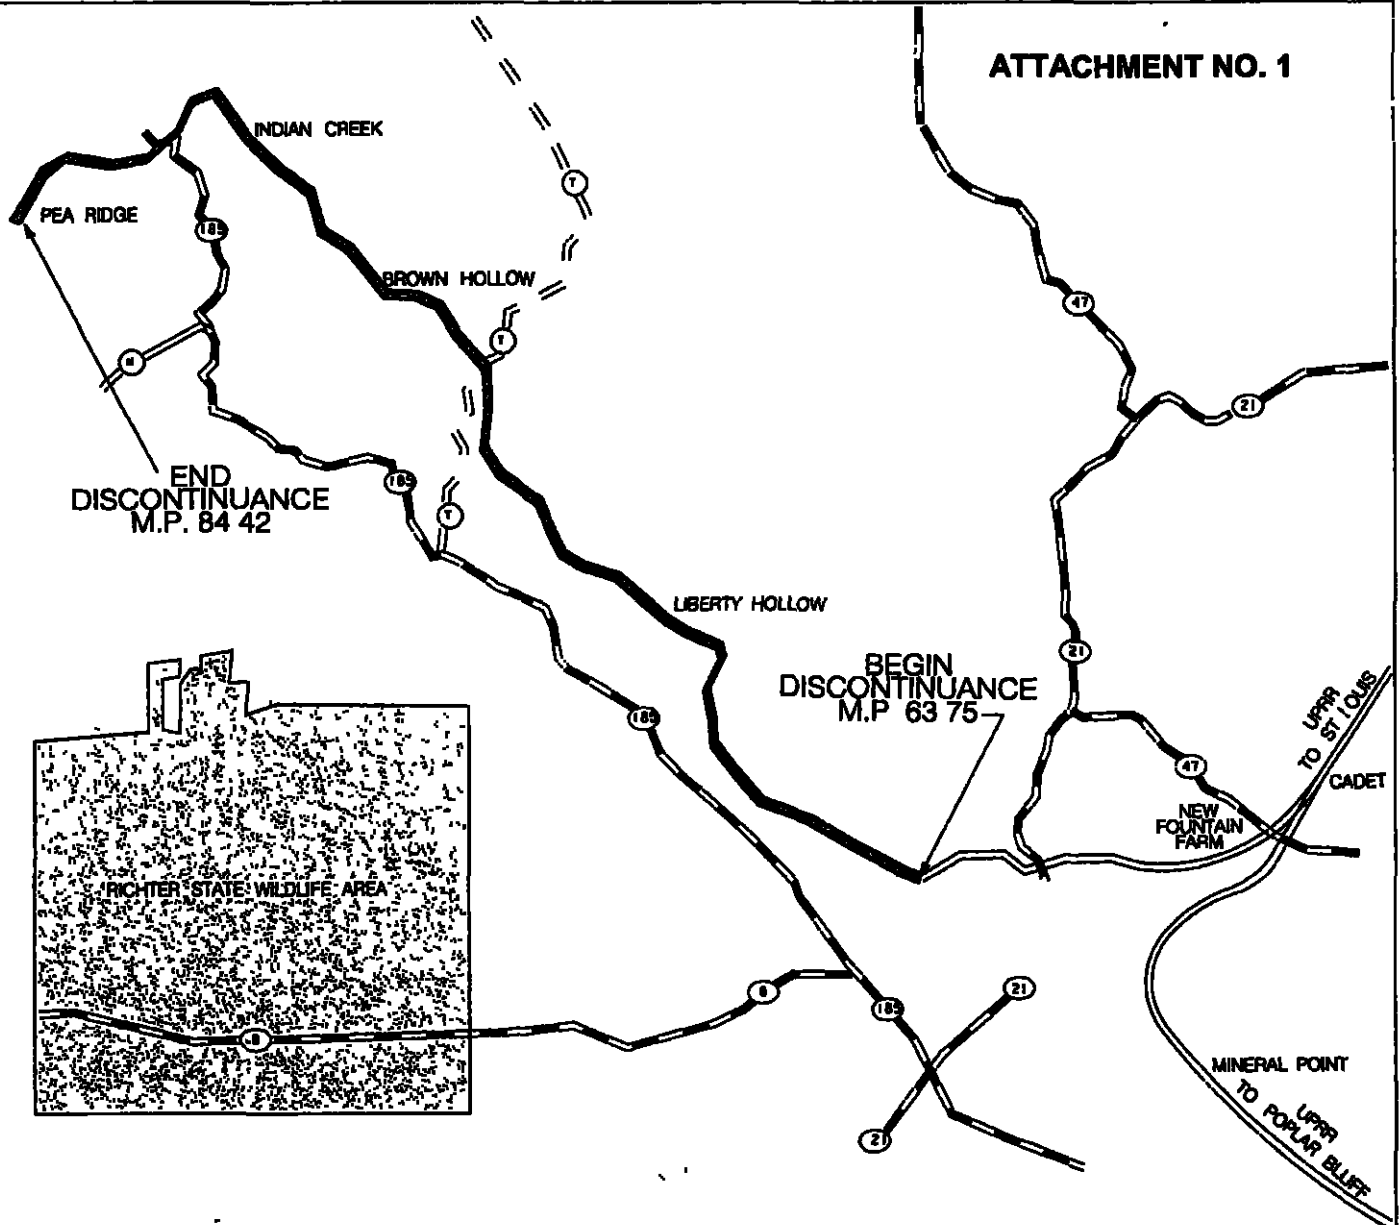 ATTACHMENT NO. 1
INDIAN CREEK
T
PEA RIDGE
185
BROWN HOLLOW
47
T
21
185
END
DISCONTINUANCE
M.P. 84 42
T
LIBERTY HOLLOW
21
BEGIN
DISCONTINUANCE
M.P 63 75
UPRR
TO ST LOUIS
185
47
CADET
NEW
FOUNTAIN
FARM
RICHTER STATE WILDLIFE AREA
21
8
185
8
MINERAL POINT
UPRR
TO POPLAR BLUFF
21